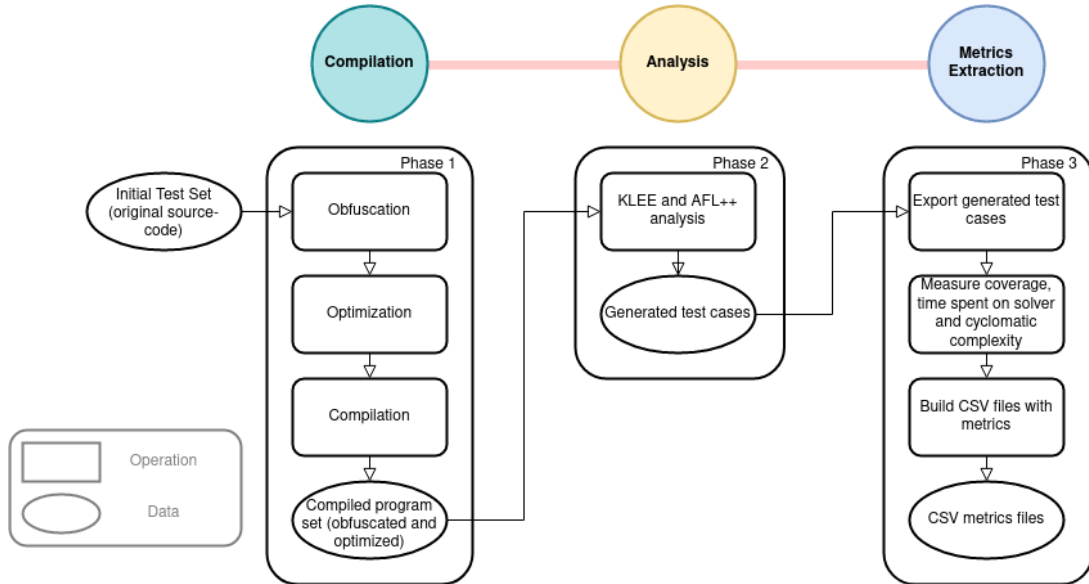 Compilation
Analysis
Metrics
Extraction
Phase 1
Phase 2
Phase 3
Initial Test Set
(original source-
code)
Obfuscation
KLEE and AFL++
analysis
Export generated test
cases
Optimization
Generated test cases
Measure coverage,
time spent on solver
and cyclomatic
complexity
Compilation
Build CSV files with
metrics
Operation
Data
Compiled program
set (obfuscated and
optimized)
CSV metrics files